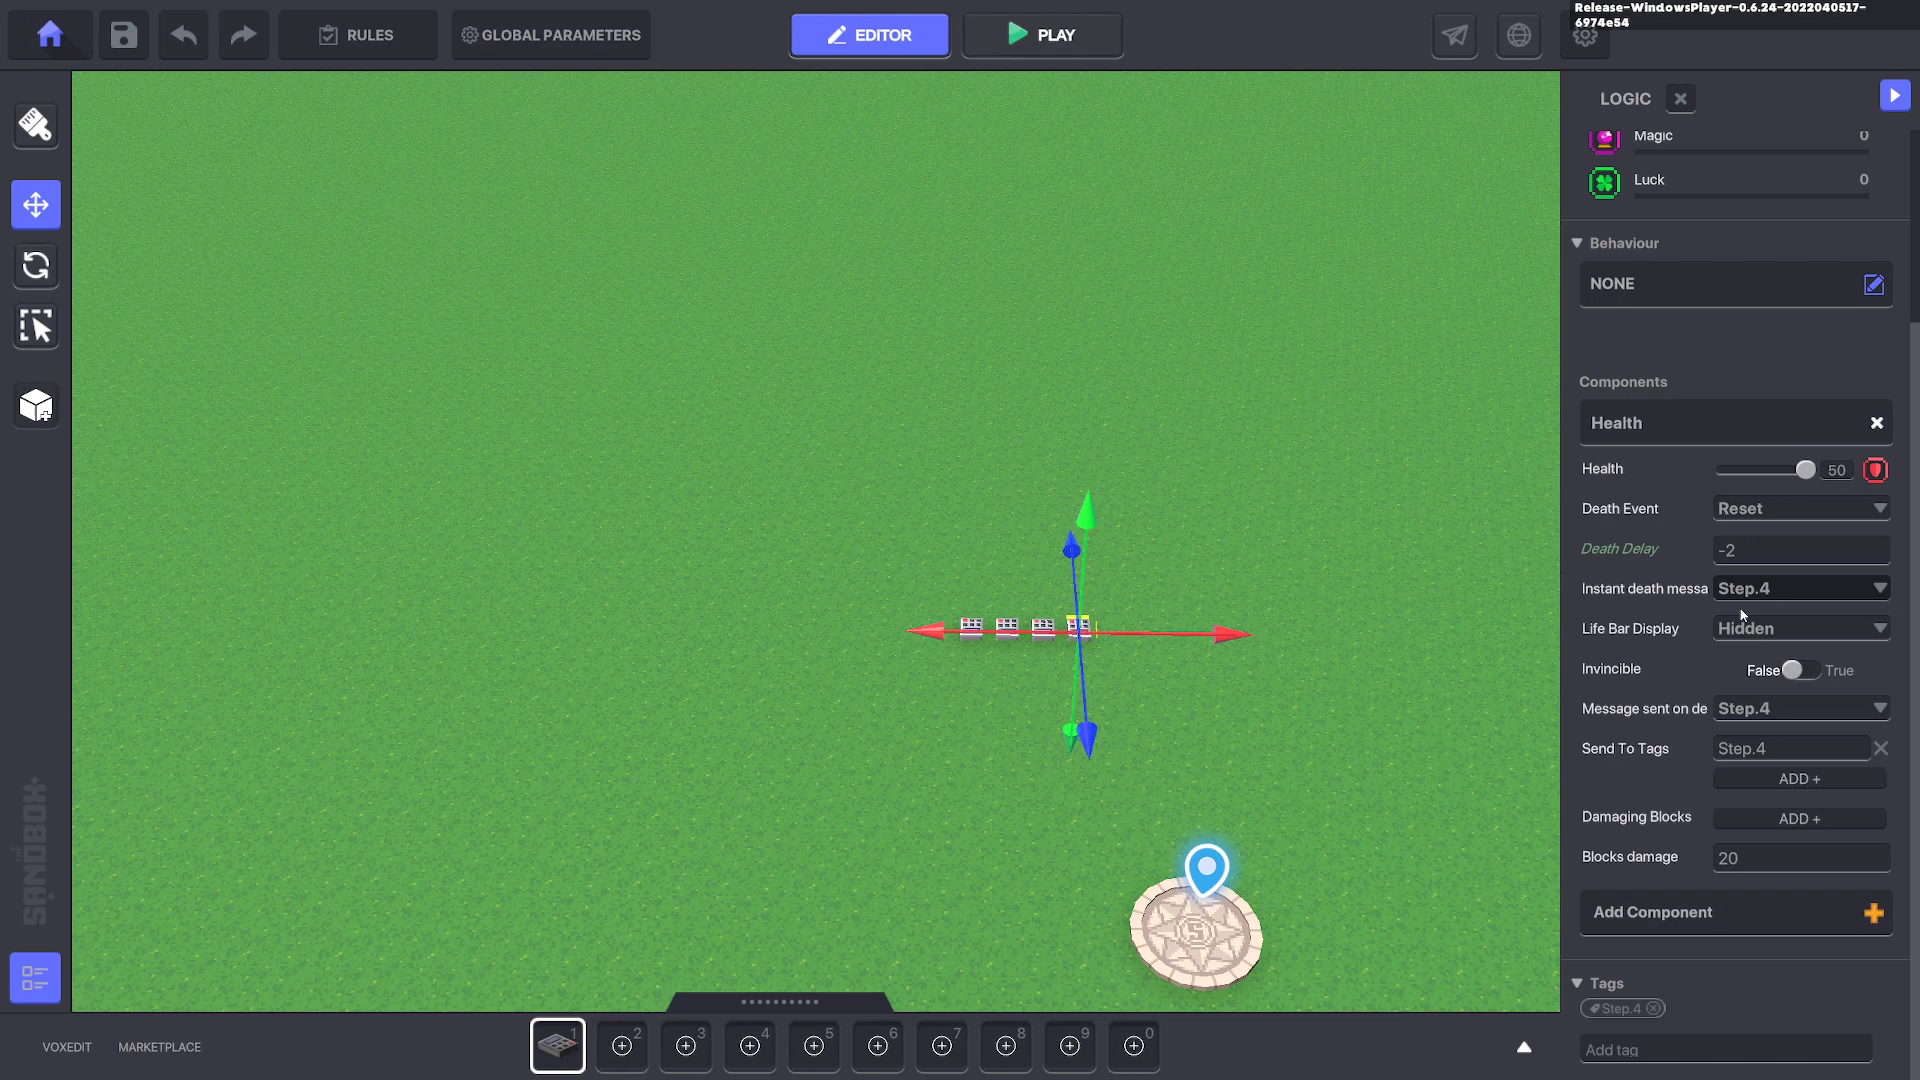 Release-WindowsPlayer-0.6.24-2022040517-
6974e54
RULES
GLOBAL PARAMETERS
EDITOR
PLAY
LOGIC
Magic 0
Luck 0
Behaviour
NONE
Components
Health
Health 50
Death Event Reset
Death Delay -2
Instant death messa Step.4
Life Bar Display Hidden
Invincible False True
Message sent on de Step.4
Send To Tags Step.4
ADD +
Damaging Blocks ADD +
Blocks damage 20
Add Component
Tags
Step.4
Add tag
THE SANDBOX
VOXEDIT
MARKETPLACE
1 2 3 4 5 6 7 8 9 0